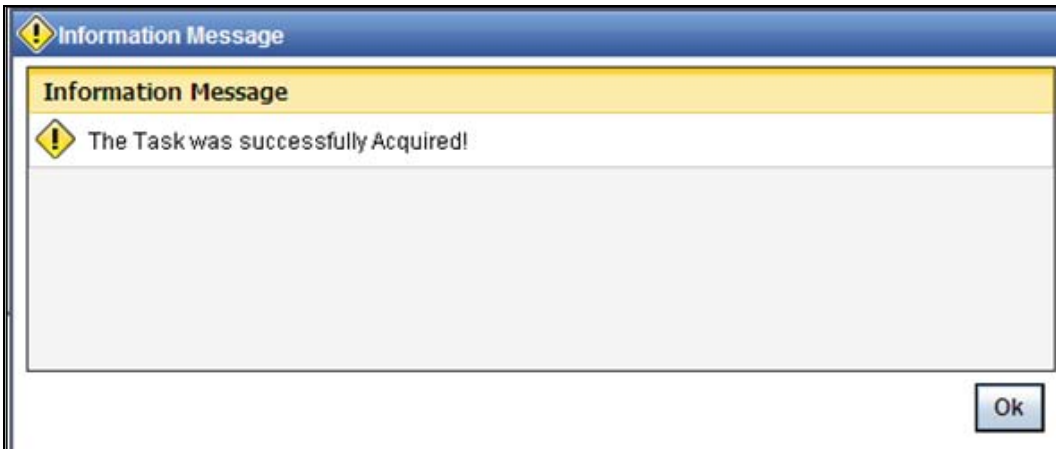 Information Message
Information Message
The Task was successfully Acquired!
Ok